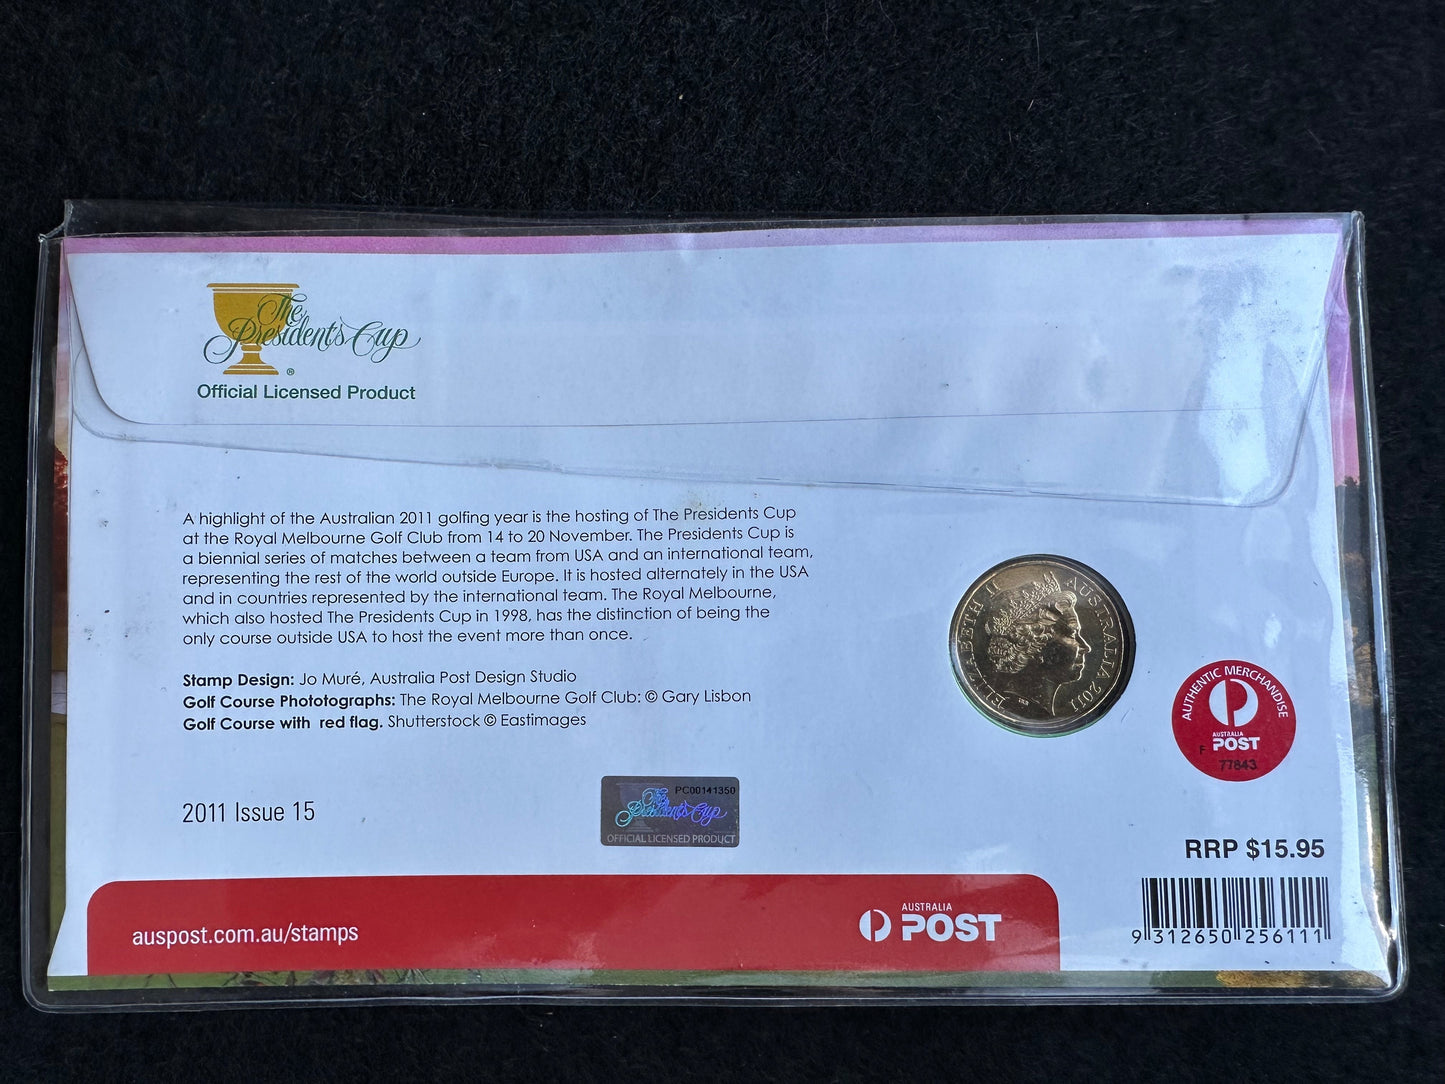 The
Presidents Cup
®
Official Licensed Product
A highlight of the Australian 2011 golfing year is the hosting of The Presidents Cup
at the Royal Melbourne Golf Club from 14 to 20 November. The Presidents Cup is
a biennial series of matches between a team from USA and an international team,
representing the rest of the world outside Europe. It is hosted alternately in the USA
and in countries represented by the international team. The Royal Melbourne,
which also hosted The Presidents Cup in 1998, has the distinction of being the
only course outside USA to host the event more than once.
Stamp Design: Jo Muré, Australia Post Design Studio
Golf Course Phototographs: The Royal Melbourne Golf Club: © Gary Lisbon
Golf Course with red flag. Shutterstock © Eastimages
2011 Issue 15
PC00141350
The
Presidents Cup
OFFICIAL LICENSED PRODUCT
ELIZABETH II AUSTRALIA 2011
IRB
AUTHENTIC MERCHANDISE
AUSTRALIA
POST
F
77843
RRP $15.95
9 312650 256111
auspost.com.au/stamps
AUSTRALIA
POST